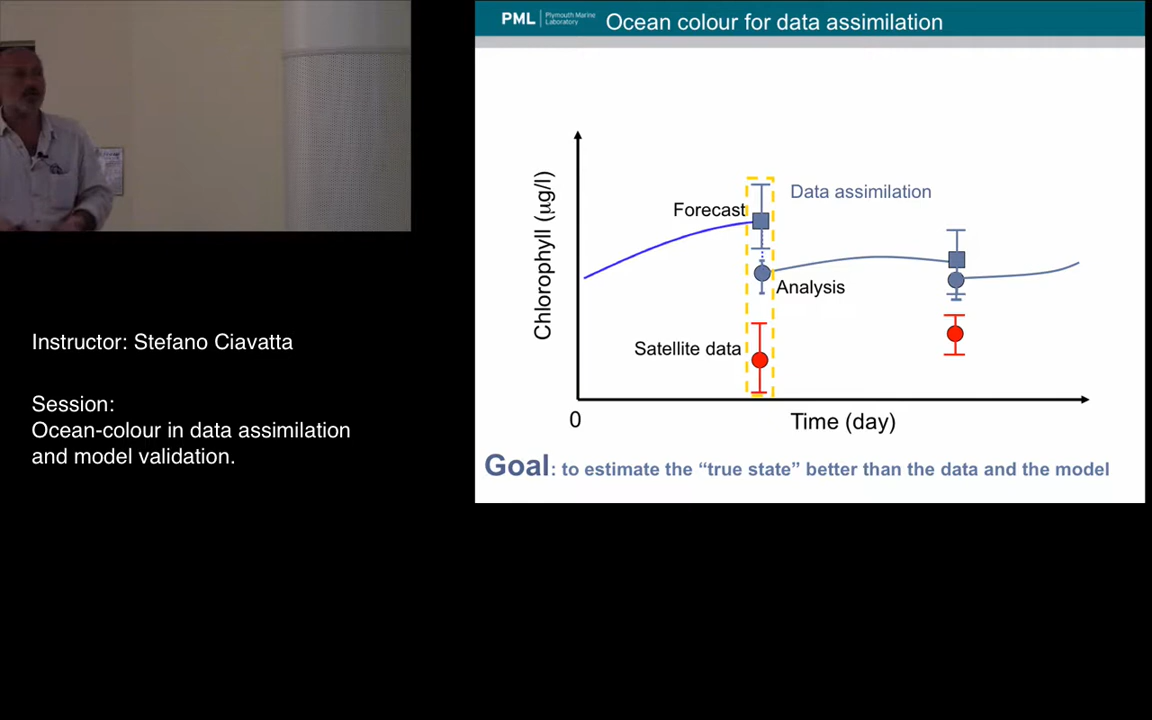 PML | Plymouth Marine
Laboratory
Ocean colour for data assimilation
Data assimilation
Forecast
Analysis
Satellite data
Chlorophyll (μg/l)
0
Time (day)
Goal: to estimate the “true state” better than the data and the model
Instructor: Stefano Ciavatta
Session:
Ocean-colour in data assimilation
and model validation.